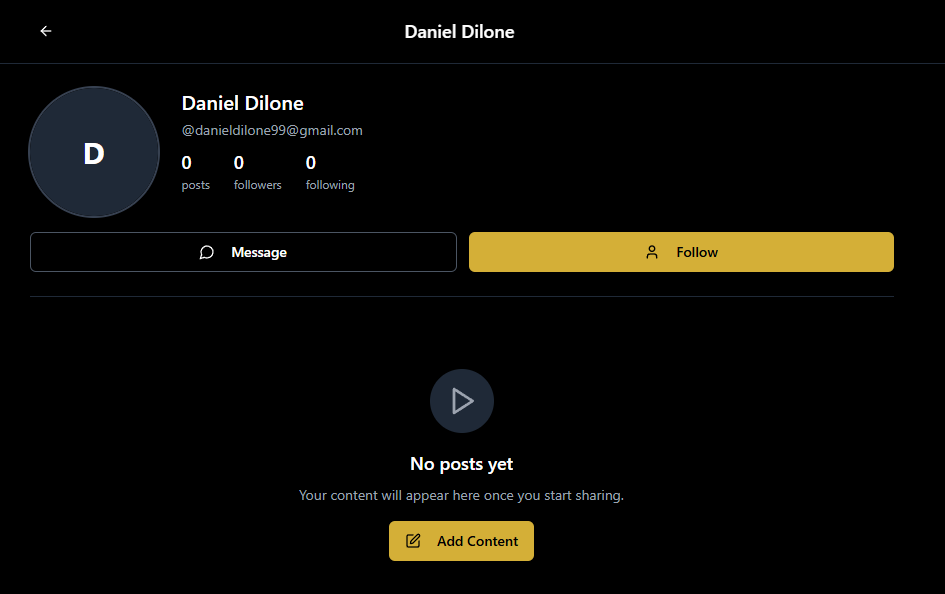 Daniel Dilone
D
Daniel Dilone
@danieldilone99@gmail.com
0 0 0
posts followers following
Message Follow
No posts yet
Your content will appear here once you start sharing.
Add Content